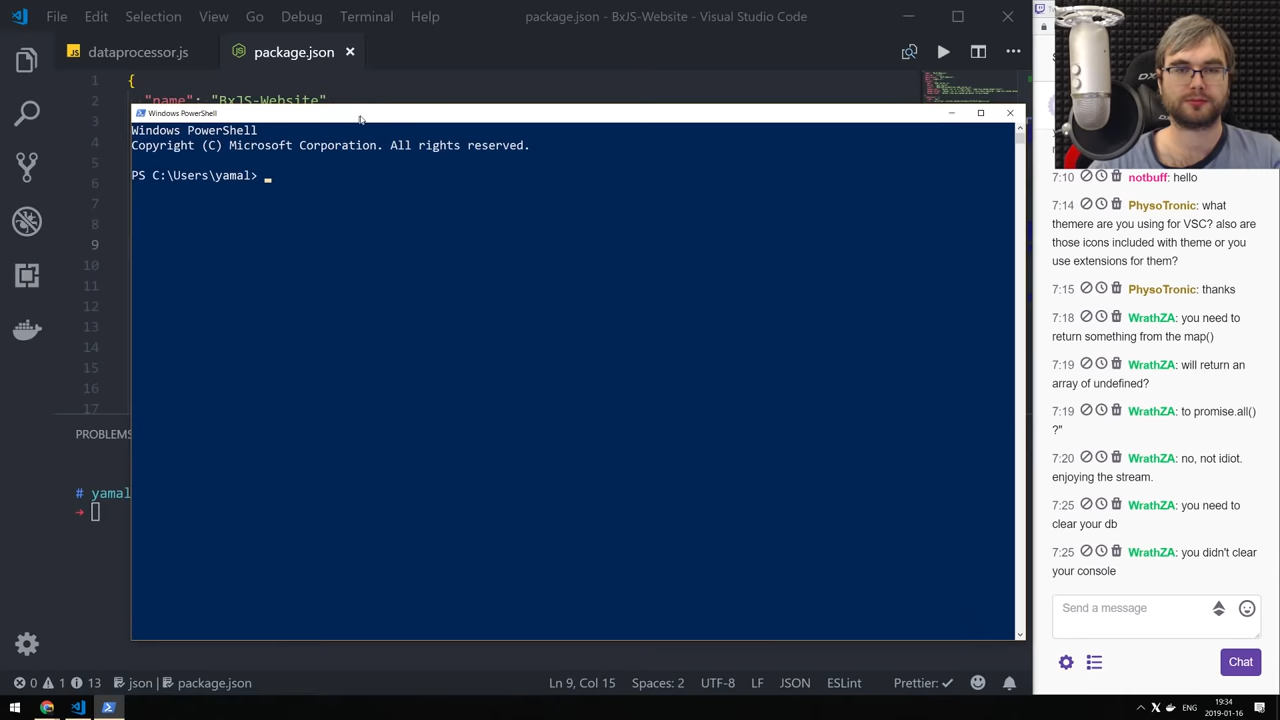 File Edit Selection View Go Debug Terminal Help package.json - BxJS-Website - Visual Studio Code
dataprocessor.js package.json
1 {
2 "name": "BxJS-Website"
Windows PowerShell
Windows PowerShell
Copyright (C) Microsoft Corporation. All rights reserved.
PS C:\Users\yamal>
4
5
6
7
8
9
10
11
12
13
14
15
16
17
PROBLEMS
# yamal
7:10 notbuff: hello
7:14 PhysoTronic: what
themere are you using for VSC? also are
those icons included with theme or you
use extensions for them?
7:15 PhysoTronic: thanks
7:18 WrathZA: you need to
return something from the map()
7:19 WrathZA: will return an
array of undefined?
7:19 WrathZA: to promise.all()
?"
7:20 WrathZA: no, not idiot.
enjoying the stream.
7:25 WrathZA: you need to
clear your db
7:25 WrathZA: you didn't clear
your console
Send a message
Chat
0 1 13 json package.json Ln 9, Col 15 Spaces: 2 UTF-8 LF JSON ESLint Prettier: ✓
ENG
19:34
2019-01-16